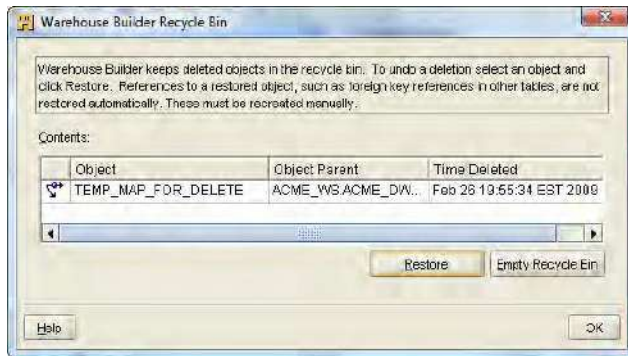 Warehouse Builder Recycle Bin
Warehouse Builder keeps deleted objects in the recycle bin. To undo a deletion select an object and
click Restore. References to a restored object, such as foreign key references in other tables, are not
restored automatically. These must be recreated manually.
Contents:
Object Object Parent Time Deleted
TEMP_MAP_FOR_DELETE ACME_WS.ACME_DW... Feb 26 19:55:34 EST 2009
Restore Empty Recycle Bin
Help OK